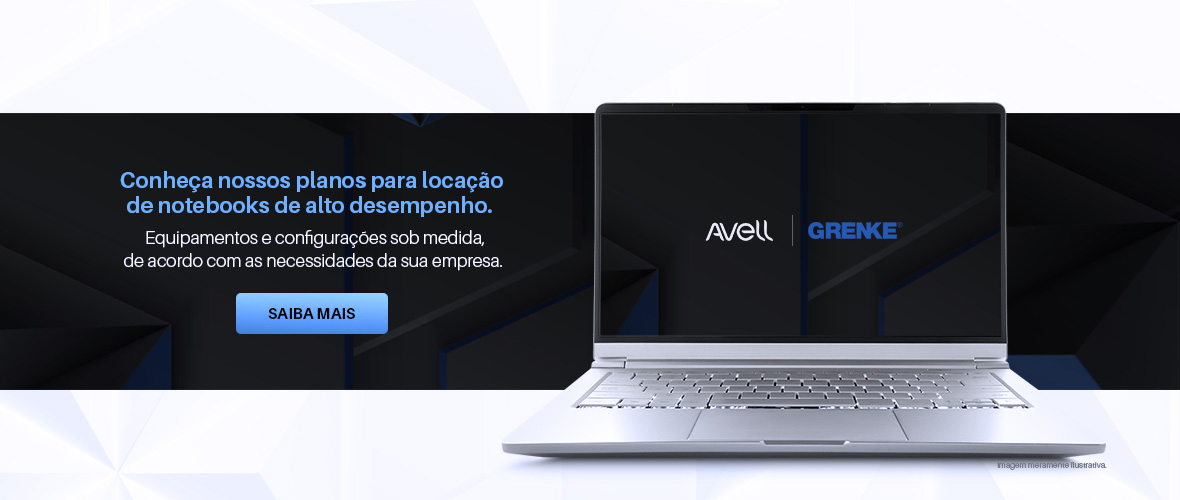 Conheça nossos planos para locação
de notebooks de alto desempenho.
Equipamentos e configurações sob medida,
de acordo com as necessidades da sua empresa.
SAIBA MAIS
Avell
GRENKE®
Imagem meramente ilustrativa.